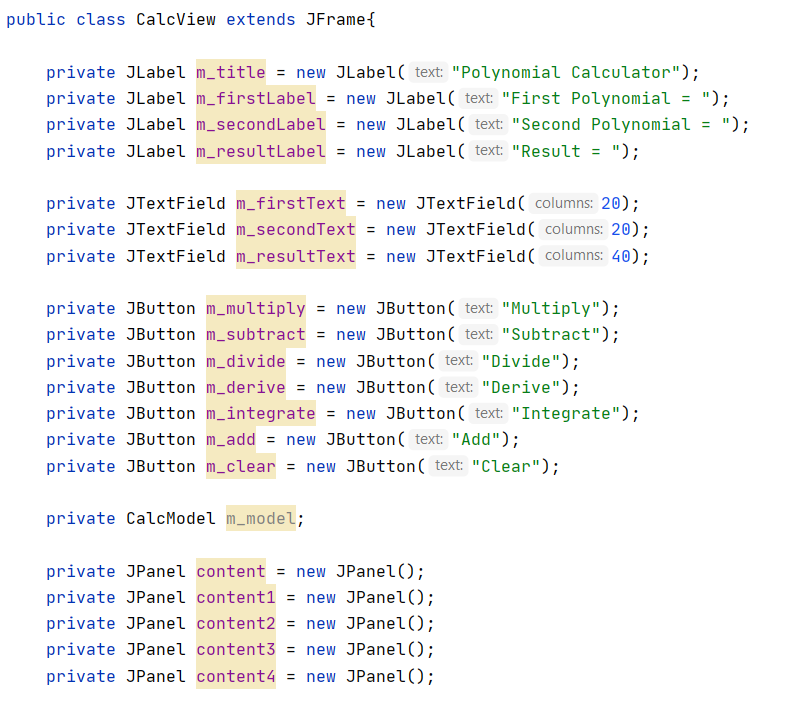 public class CalcView extends JFrame{
private JLabel m_title = new JLabel( text: "Polynomial Calculator");
private JLabel m_firstLabel = new JLabel( text: "First Polynomial = ");
private JLabel m_secondLabel = new JLabel( text: "Second Polynomial = ");
private JLabel m_resultLabel = new JLabel( text: "Result = ");
private JTextField m_firstText = new JTextField( columns: 20);
private JTextField m_secondText = new JTextField( columns: 20);
private JTextField m_resultText = new JTextField( columns: 40);
private JButton m_multiply = new JButton( text: "Multiply");
private JButton m_subtract = new JButton( text: "Subtract");
private JButton m_divide = new JButton( text: "Divide");
private JButton m_derive = new JButton( text: "Derive");
private JButton m_integrate = new JButton( text: "Integrate");
private JButton m_add = new JButton( text: "Add");
private JButton m_clear = new JButton( text: "Clear");
private CalcModel m_model;
private JPanel content = new JPanel();
private JPanel content1 = new JPanel();
private JPanel content2 = new JPanel();
private JPanel content3 = new JPanel();
private JPanel content4 = new JPanel();